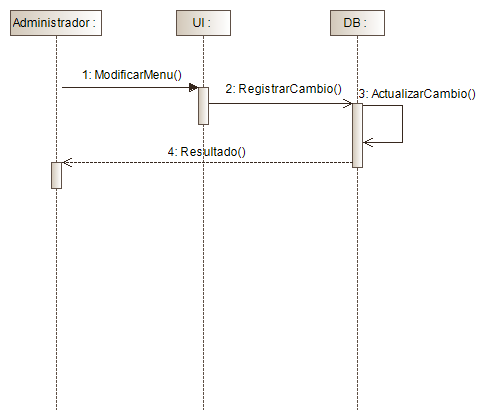 Administrador :
UI :
DB :
1: ModificarMenu()
2: RegistrarCambio()
3: ActualizarCambio()
4: Resultado()